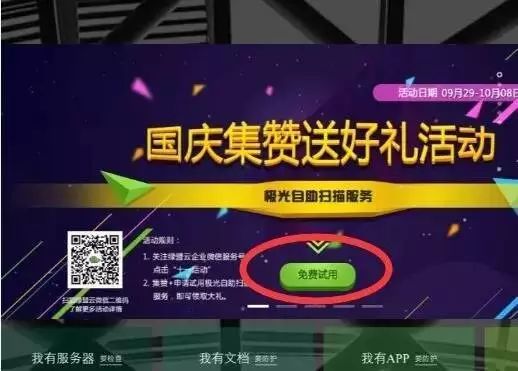 活动日期 09月29-10月08日
国庆集赞送好礼活动
极光自助扫描服务
活动规则：
1. 关注绿盟云企业微信服务号
点击“十一活动”
2. 集赞+申请试用极光自助扫
服务，即可领取大礼。
免费试用
扫描绿盟云微信二维码
了解更多活动详情
我有服务器 要检查
我有文档 要防护
我有APP 要防护